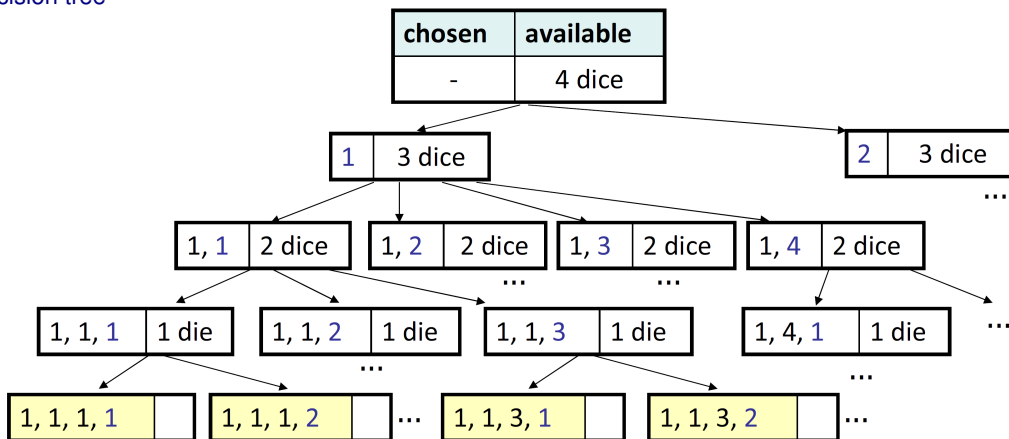 chosen available
- 4 dice
1 3 dice
2 3 dice
...
1, 1 2 dice
1, 2 2 dice
1, 3 2 dice
1, 4 2 dice
... ...
1, 1, 1 1 die
1, 1, 2 1 die
1, 1, 3 1 die
1, 4, 1 1 die
...
... ...
1, 1, 1, 1
1, 1, 1, 2
...
1, 1, 3, 1
1, 1, 3, 2
...